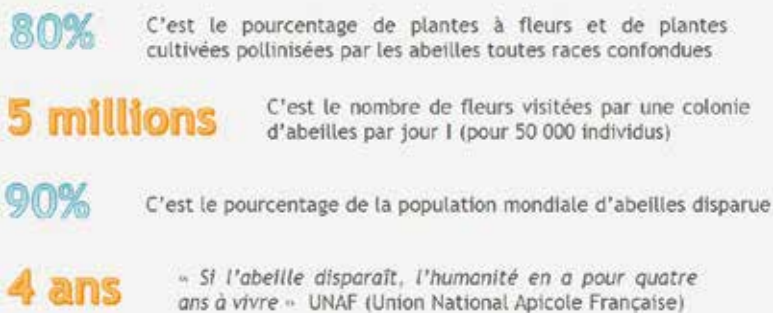 80%
C'est le pourcentage de plantes à fleurs et de plantes
cultivées pollinisées par les abeilles toutes races confondues
5 millions
C'est le nombre de fleurs visitées par une colonie
d'abeilles par jour ! (pour 50 000 individus)
90%
C'est le pourcentage de la population mondiale d'abeilles disparue
4 ans
« Si l'abeille disparaît, l'humanité en a pour quatre
ans à vivre » UNAF (Union National Apicole Française)